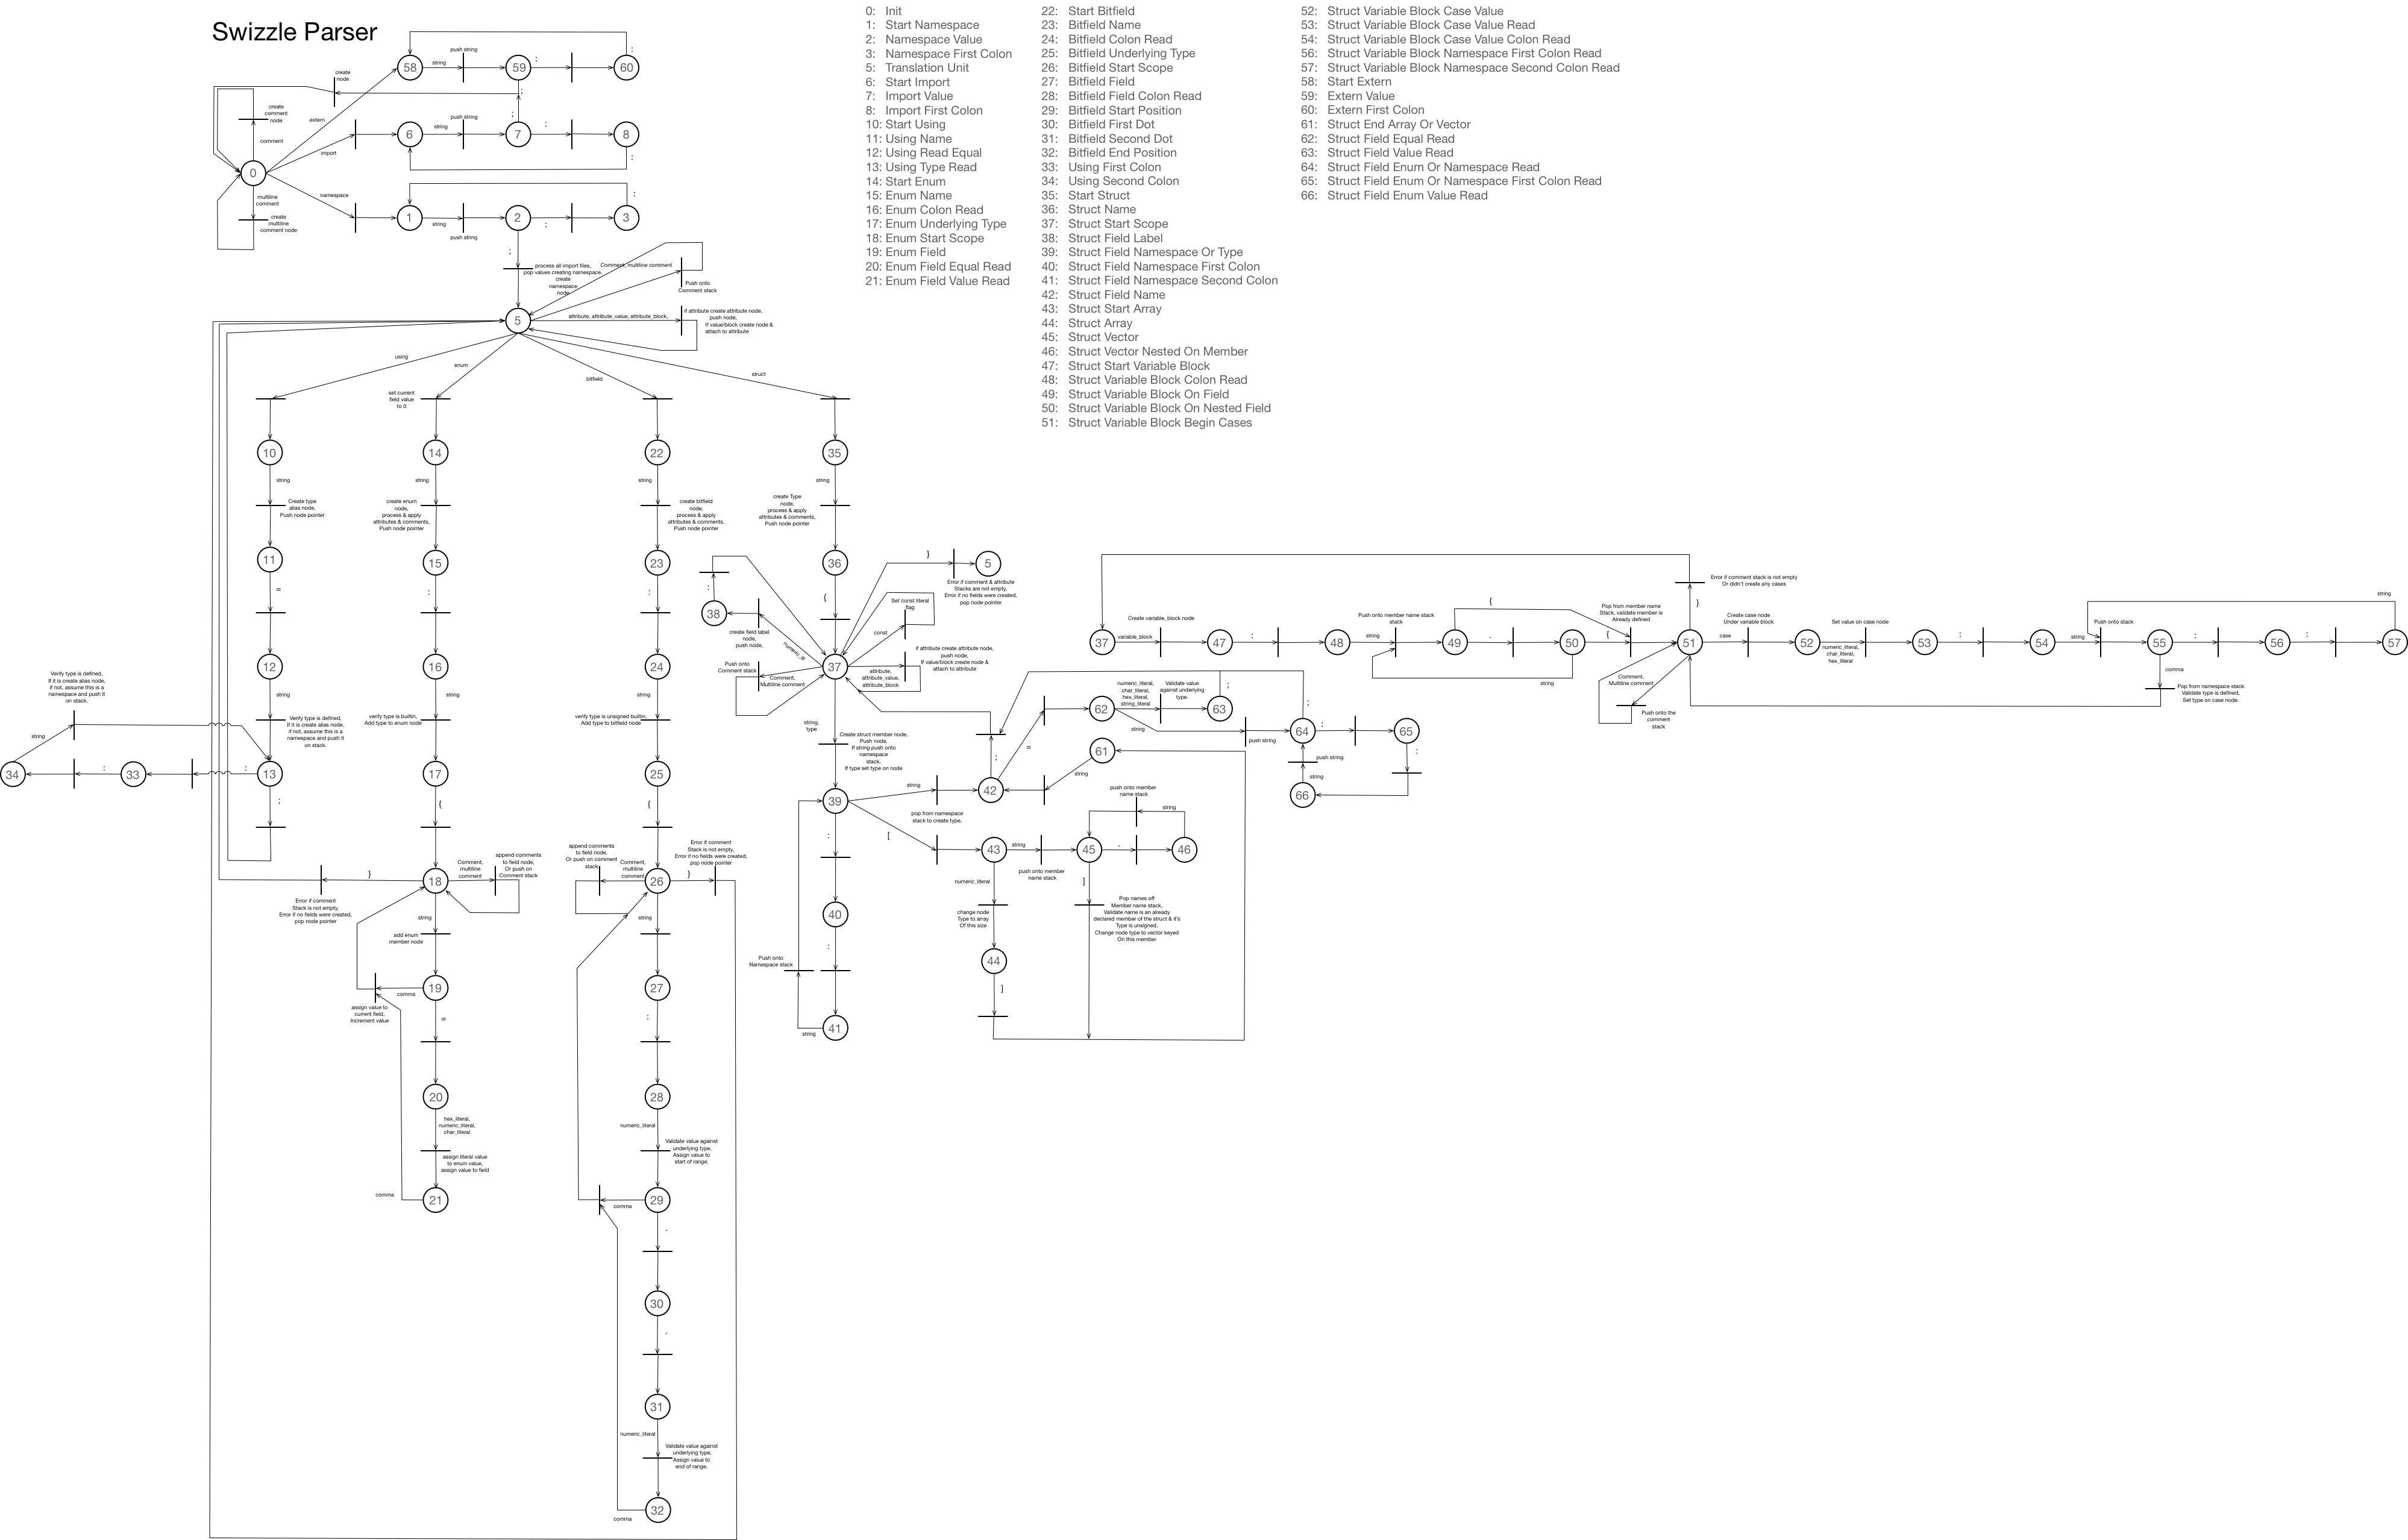 Swizzle Parser
0: Init
1: Start Namespace
2: Namespace Value
3: Namespace First Colon
5: Translation Unit
6: Start Import
7: Import Value
8: Import First Colon
10: Start Using
11: Using Name
12: Using Read Equal
13: Using Type Read
14: Start Enum
15: Enum Name
16: Enum Colon Read
17: Enum Underlying Type
18: Enum Start Scope
19: Enum Field
20: Enum Field Equal Read
21: Enum Field Value Read
22: Start Bitfield
23: Bitfield Name
24: Bitfield Colon Read
25: Bitfield Underlying Type
26: Bitfield Start Scope
27: Bitfield Field
28: Bitfield Field Colon Read
29: Bitfield Start Position
30: Bitfield First Dot
31: Bitfield Second Dot
32: Bitfield End Position
33: Using First Colon
34: Using Second Colon
35: Start Struct
36: Struct Name
37: Struct Start Scope
38: Struct Field Label
39: Struct Field Namespace Or Type
40: Struct Field Namespace First Colon
41: Struct Field Namespace Second Colon
42: Struct Field Name
43: Struct Start Array
44: Struct Array
45: Struct Vector
46: Struct Vector Nested On Member
47: Struct Start Variable Block
48: Struct Variable Block Colon Read
49: Struct Variable Block On Field
50: Struct Variable Block On Nested Field
51: Struct Variable Block Begin Cases
52: Struct Variable Block Case Value
53: Struct Variable Block Case Value Read
54: Struct Variable Block Case Value Colon Read
56: Struct Variable Block Namespace First Colon Read
57: Struct Variable Block Namespace Second Colon Read
58: Start Extern
59: Extern Value
60: Extern First Colon
61: Struct End Array Or Vector
62: Struct Field Equal Read
63: Struct Field Value Read
64: Struct Field Enum Or Namespace Read
65: Struct Field Enum Or Namespace First Colon Read
66: Struct Field Enum Value Read
58
string
push string
59
:
60
:
create
node
;
create
comment
node
comment
extern
import
6
string
push string
7
;
:
8
:
0
multiline
comment
create
multiline
comment node
namespace
1
string
push string
2
:
3
:
;
process all import files,
pop values creating namespace,
create
namespace
node
Comment, multiline comment
Push onto
Comment stack
5
attribute, attribute_value, attribute_block,
if attribute create attribute node,
push node,
If value/block create node &
attach to attribute
using
enum
bitfield
struct
set current
field value
to 0
10
string
Create type
alias node,
Push node pointer
11
=
12
string
Verify type is defined,
If it is create alias node,
if not, assume this is a
namespace and push it
on stack.
13
;
:
33
:
34
string
Verify type is defined,
If it is create alias node,
if not, assume this is a
namespace and push it
on stack.
14
string
create enum
node,
process & apply
attributes & comments,
Push node pointer
15
:
16
string
verify type is builtin,
Add type to enum node
17
{
18
}
Error if comment
Stack is not empty,
Error if no fields were created,
pop node pointer
Comment,
multiline
comment
append comments
to field node,
Or push on
Comment stack
string
add enum
member node
19
comma
assign value to
current field,
Increment value
=
20
hex_literal,
numeric_literal,
char_literal
assign literal value
to enum value,
assign value to field
21
comma
22
string
create bitfield
node,
process & apply
attributes & comments,
Push node pointer
23
:
24
string
verify type is unsigned builtin,
Add type to bitfield node
25
{
26
append comments
to field node,
Or push on comment
stack
Comment,
multiline
comment
}
Error if comment
Stack is not empty,
Error if no fields were created,
pop node pointer
string
27
:
28
numeric_literal
Validate value against
underlying type,
Assign value to
start of range.
29
comma
.
30
.
31
numeric_literal
Validate value against
underlying type,
Assign value to
end of range.
32
comma
35
string
create Type
node,
process & apply
attributes & comments,
Push node pointer
36
{
37
38
:
create field label
node,
push node,
numeric_lit
Push onto
Comment stack
Comment,
Multiline comment
}
5
Error if comment & attribute
Stacks are not empty,
Error if no fields were created,
pop node pointer
Set const literal
flag
const
attribute,
attribute_value,
attribute_block
if attribute create attribute node,
push node,
If value/block create node &
attach to attribute
string,
type
Create struct member node,
Push node,
If string push onto
namespace
stack,
If type set type on node
39
string
pop from namespace
stack to create type,
[
:
40
:
41
string
Push onto
Namespace stack
42
;
=
62
numeric_literal,
char_literal,
hex_literal,
string_literal
Validate value
against underlying
type.
63
;
string
push string
64
;
:
65
:
66
string
push string
61
string
43
string
push onto member
name stack
45
.
46
string
push onto member
name stack
numeric_literal
change node
Type to array
Of this size
44
]
]
Pop names off
Member name stack,
Validate name is an already
declared member of the struct & it's
Type is unsigned,
Change node type to vector keyed
On this member
37
variable_block
Create variable_block node
47
:
48
string
Push onto member name stack
stack
49
{
.
50
string
{
Pop from member name
Stack, validate member is
Already defined
51
}
Error if comment stack is not empty
Or didn't create any cases
Comment,
Multiline comment
Push onto the
comment
stack
case
Create case node
Under variable block
52
numeric_literal,
char_literal,
hex_literal
Set value on case node
53
:
54
string
Push onto stack
55
:
56
:
57
string
comma
Pop from namespace stack
Validate type is defined,
Set type on case node.